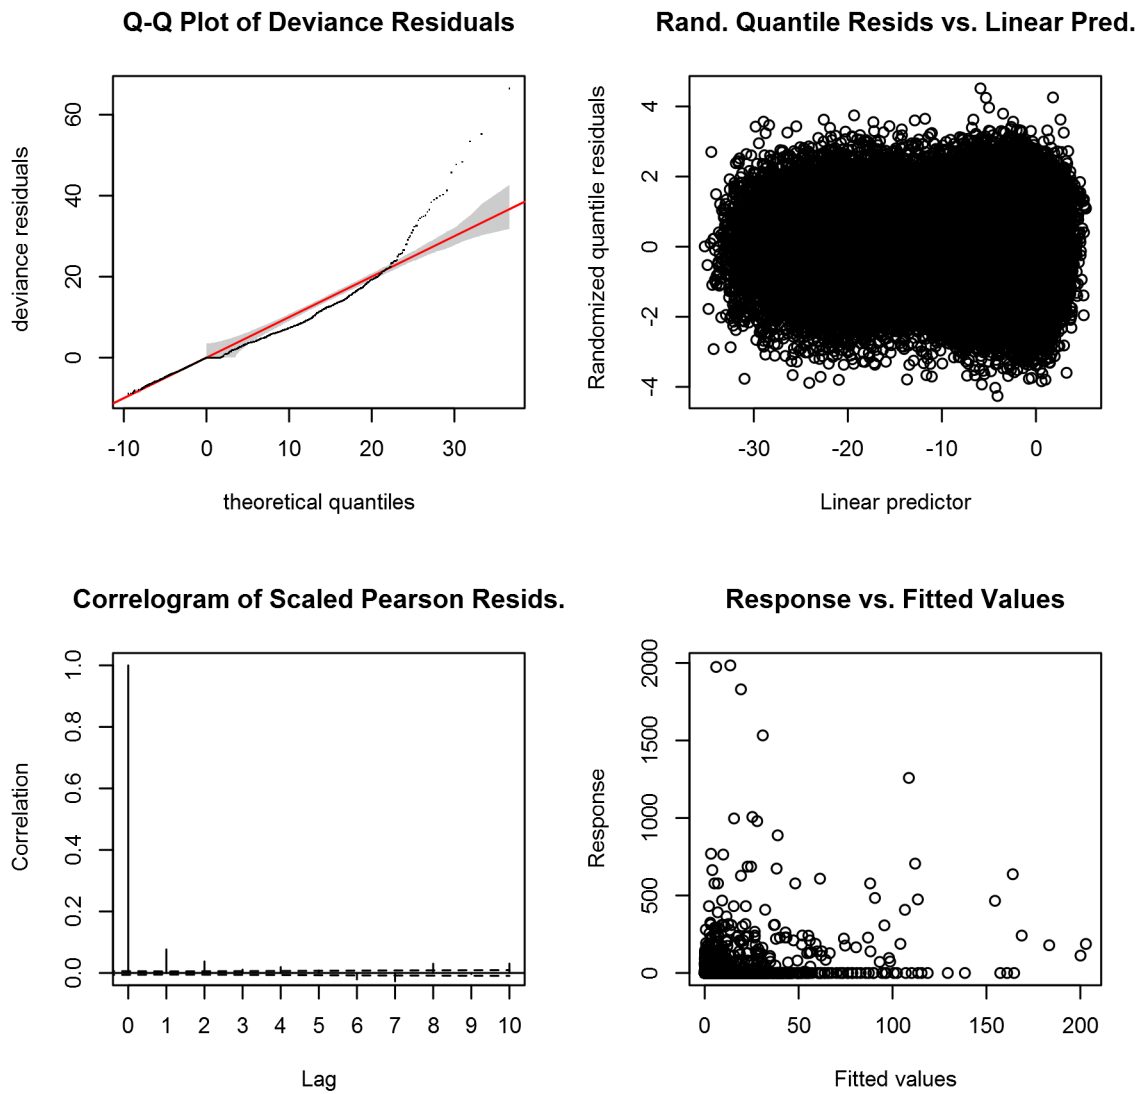 Q-Q Plot of Deviance Residuals
deviance residuals
60
40
20
0
-10 0 10 20 30
theoretical quantiles
Rand. Quantile Resids vs. Linear Pred.
Randomized quantile residuals
4
2
0
-2
-4
-30 -20 -10 0
Linear predictor
Correlogram of Scaled Pearson Resids.
Correlation
1.0
0.8
0.6
0.4
0.2
0.0
0 1 2 3 4 5 6 7 8 9 10
Lag
Response vs. Fitted Values
Response
2000
1500
1000
500
0
0 50 100 150 200
Fitted values